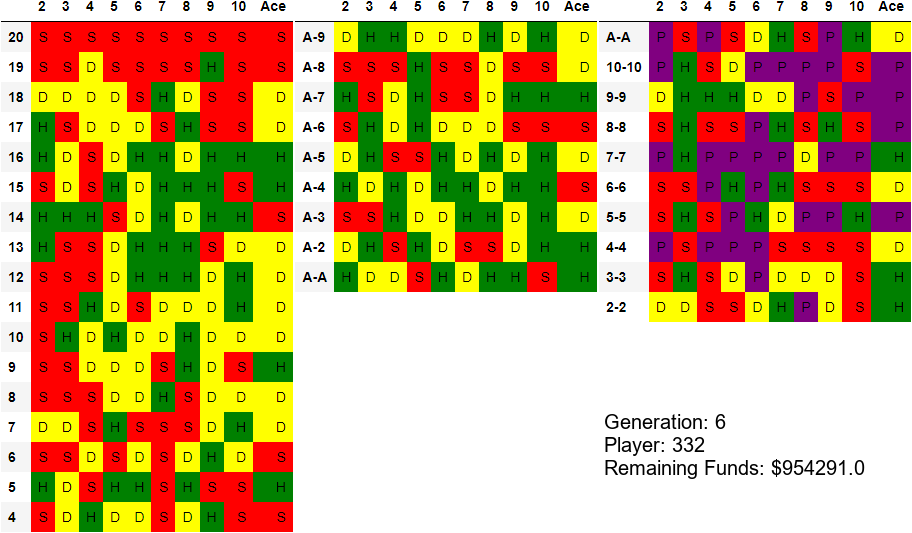 2 3 4 5 6 7 8 9 10 Ace
20 S S S S S S S S S S
19 S S D S S S S H S S
18 D D D D S H D S S D
17 H S D D D S H S S D
16 H D S D H H D H H H
15 S D S H D H H H S H
14 H H H S D H D H H S
13 H S S D H H H S D D
12 S S S D H H H D H D
11 S S H D S D D D H D
10 S H D H D D H D D D
9 S S D D D S H D S H
8 S S S D D H S D D D
7 D D S H S S S D H D
6 S S D S D S D H D S
5 H D S H H S H S S H
4 S D H D D S D H S S
2 3 4 5 6 7 8 9 10 Ace
A-9 D H H D D D H D H D
A-8 S S S H S S D S S D
A-7 H S D H S S D H H H
A-6 S H D H D D D S S S
A-5 D H S S H D H D H D
A-4 H D H D H H D H H S
A-3 S S H D D H H D H D
A-2 D H S H D S S D H H
A-A H D D S H D H H S H
2 3 4 5 6 7 8 9 10 Ace
A-A P S P S D H S P H D
10-10 P H S D P P P P S P
9-9 D H H H D D P S P P
8-8 S H S S P H S H S P
7-7 P H P P P P D P P H
6-6 S S P H P H S S S D
5-5 S H S P H D P P H P
4-4 P S P P P S S S S D
3-3 S H S D P D D D S H
2-2 D D S S D H P D S H
Generation: 6
Player: 332
Remaining Funds: $954291.0